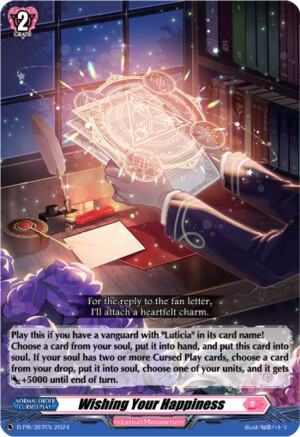 2
GRADE
For the reply to the fan letter,
I'll attach a heartfelt charm.
Play this if you have a vanguard with "Luticia" in its card name!
Choose a card from your soul, put it into hand, and put this card into
soul. If your soul has two or more Cursed Play cards, choose a card
from your drop, put it into soul, choose one of your units, and it gets
+5000 until end of turn.
NORMAL ORDER
CURSED PLAY
Wishing Your Happiness
Lyrical Monasterio